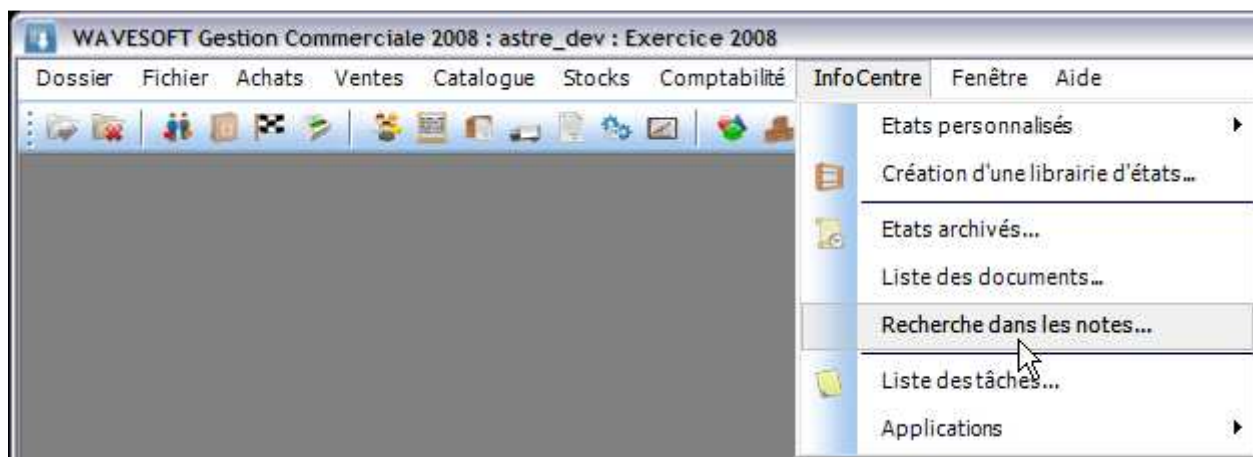 WAVESOFT Gestion Commerciale 2008 : astre_dev : Exercice 2008
Dossier Fichier Achats Ventes Catalogue Stocks Comptabilité InfoCentre Fenêtre Aide
Etats personnalisés
Création d'une librairie d'états...
Etats archivés...
Liste des documents...
Recherche dans les notes...
Liste des tâches...
Applications